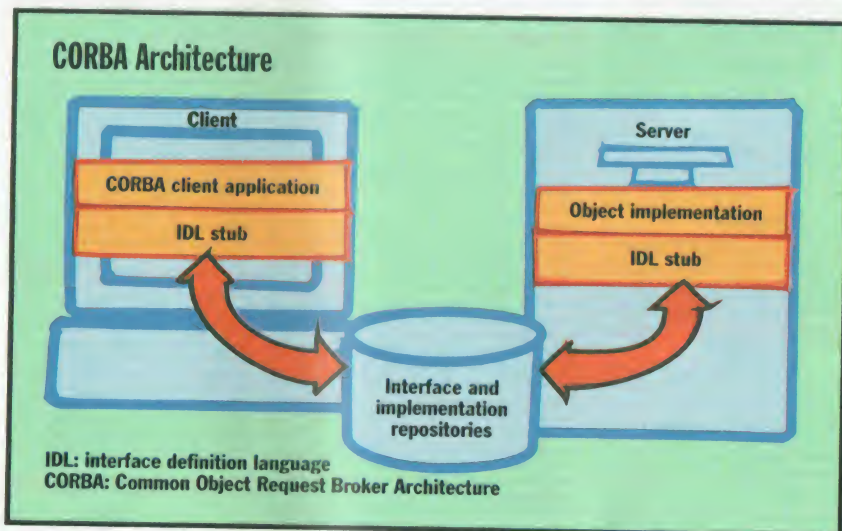 CORBA Architecture
Client
CORBA client application
IDL stub
Server
Object implementation
IDL stub
Interface and
implementation
repositories
IDL: interface definition language
CORBA: Common Object Request Broker Architecture